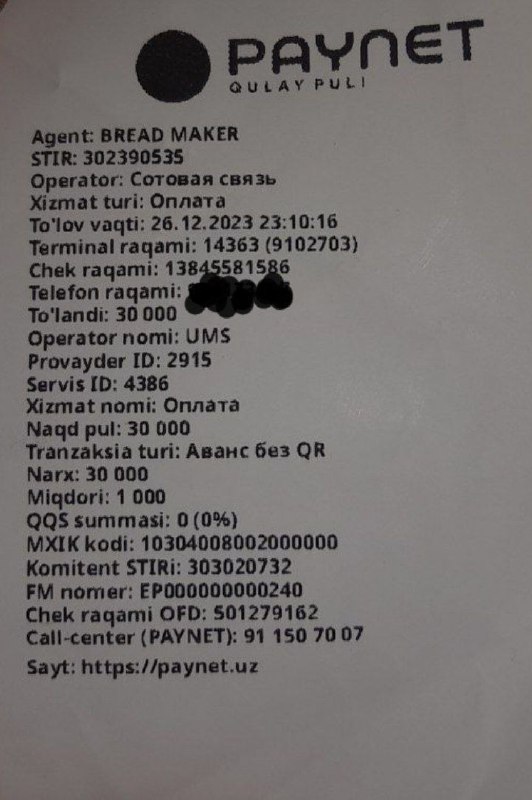 PAYNET
QULAY PULI
Agent: BREAD MAKER
STIR: 302390535
Operator: Сотовая связь
Xizmat turi: Оплата
To'lov vaqti: 26.12.2023 23:10:16
Terminal raqami: 14363 (9102703)
Chek raqami: 13845581586
Telefon raqami:
To'landi: 30 000
Operator nomi: UMS
Provayder ID: 2915
Servis ID: 4386
Xizmat nomi: Оплата
Naqd pul: 30 000
Tranzaksia turi: Аванс без QR
Narx: 30 000
Miqdori: 1 000
QQS summasi: 0 (0%)
MXIK kodi: 10304008002000000
Komitent STIRi: 303020732
FM nomer: EP000000000240
Chek raqami OFD: 501279162
Call-center (PAYNET): 91 150 70 07
Sayt: https://paynet.uz